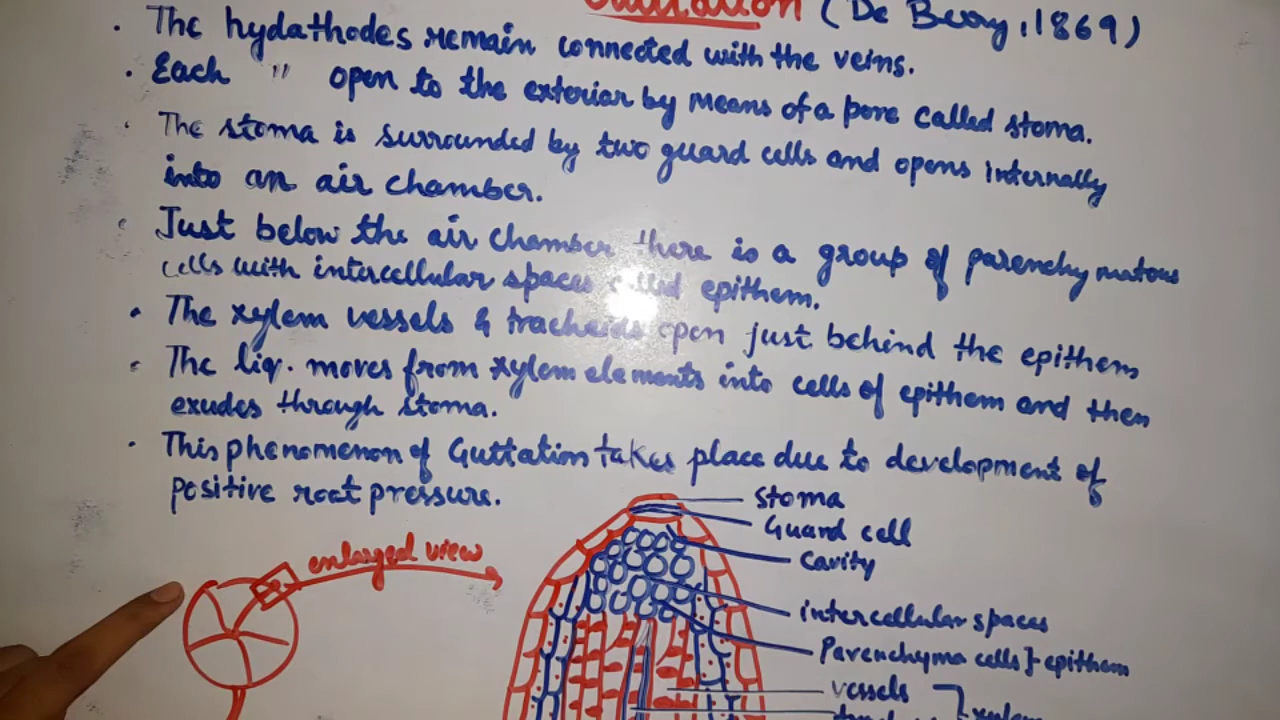 Guttation (De Berry, 1869)
· The hydathodes remain connected with the veins.
· Each " open to the exterior by means of a pore called stoma.
· The stoma is surrounded by two guard cells and opens internally
into an air chamber.
· Just below the air chamber there is a group of parenchymatous
cells with intercellular spaces called epithem.
· The xylem vessels & tracheids open just behind the epithem
· The liq. moves from xylem elements into cells of epithem and then
exudes through stoma.
· This phenomenon of Guttation takes place due to development of
positive root pressure.
Stoma
Guard cell
Cavity
enlarged view
intercellular spaces
Parenchyma cells} epithem
vessels
xylem